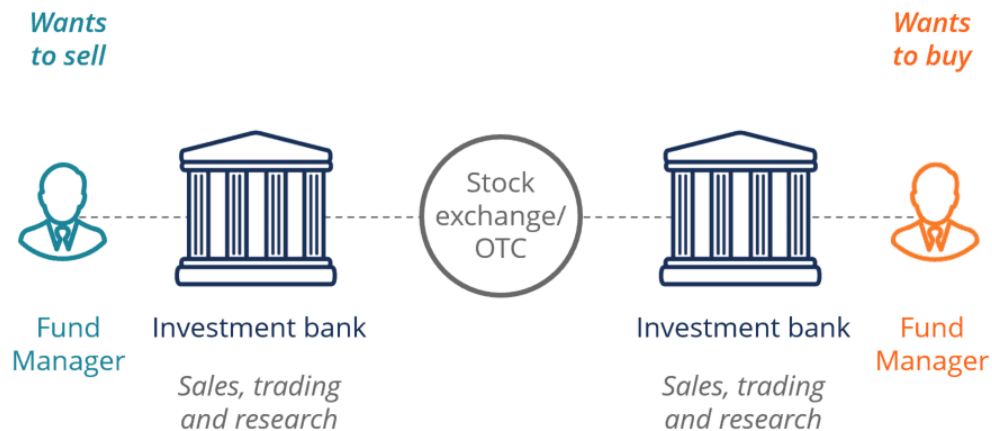 Wants
to sell
Wants
to buy
Stock
exchange/
OTC
Fund
Manager
Investment bank
Sales, trading
and research
Investment bank
Sales, trading
and research
Fund
Manager